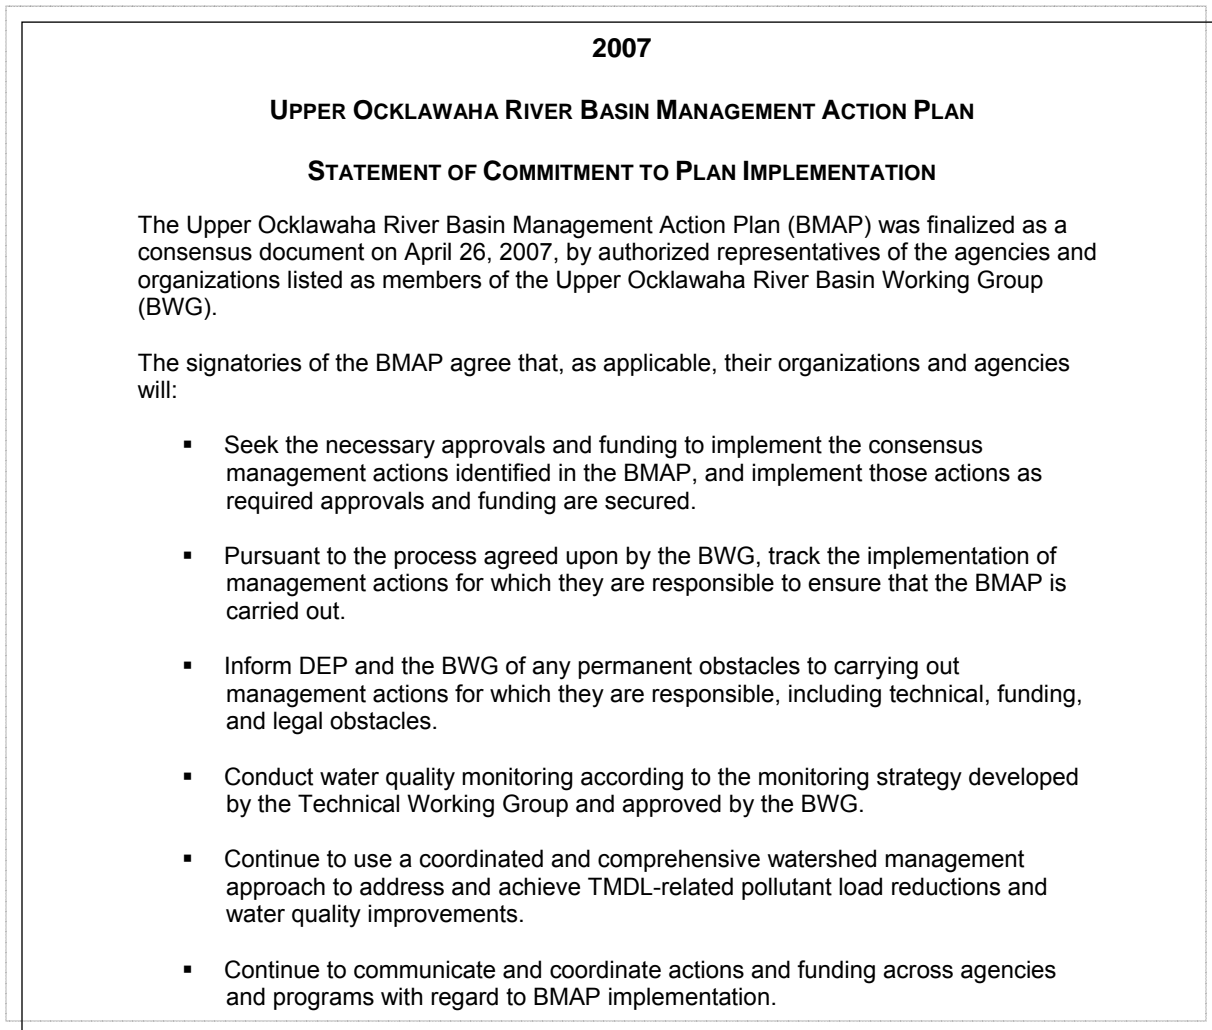 2007
UPPER OCKLAWAHA RIVER BASIN MANAGEMENT ACTION PLAN
STATEMENT OF COMMITMENT TO PLAN IMPLEMENTATION
The Upper Ocklawaha River Basin Management Action Plan (BMAP) was finalized as a
consensus document on April 26, 2007, by authorized representatives of the agencies and
organizations listed as members of the Upper Ocklawaha River Basin Working Group
(BWG).
The signatories of the BMAP agree that, as applicable, their organizations and agencies
will:
▪ Seek the necessary approvals and funding to implement the consensus
management actions identified in the BMAP, and implement those actions as
required approvals and funding are secured.
▪ Pursuant to the process agreed upon by the BWG, track the implementation of
management actions for which they are responsible to ensure that the BMAP is
carried out.
▪ Inform DEP and the BWG of any permanent obstacles to carrying out
management actions for which they are responsible, including technical, funding,
and legal obstacles.
▪ Conduct water quality monitoring according to the monitoring strategy developed
by the Technical Working Group and approved by the BWG.
▪ Continue to use a coordinated and comprehensive watershed management
approach to address and achieve TMDL-related pollutant load reductions and
water quality improvements.
▪ Continue to communicate and coordinate actions and funding across agencies
and programs with regard to BMAP implementation.